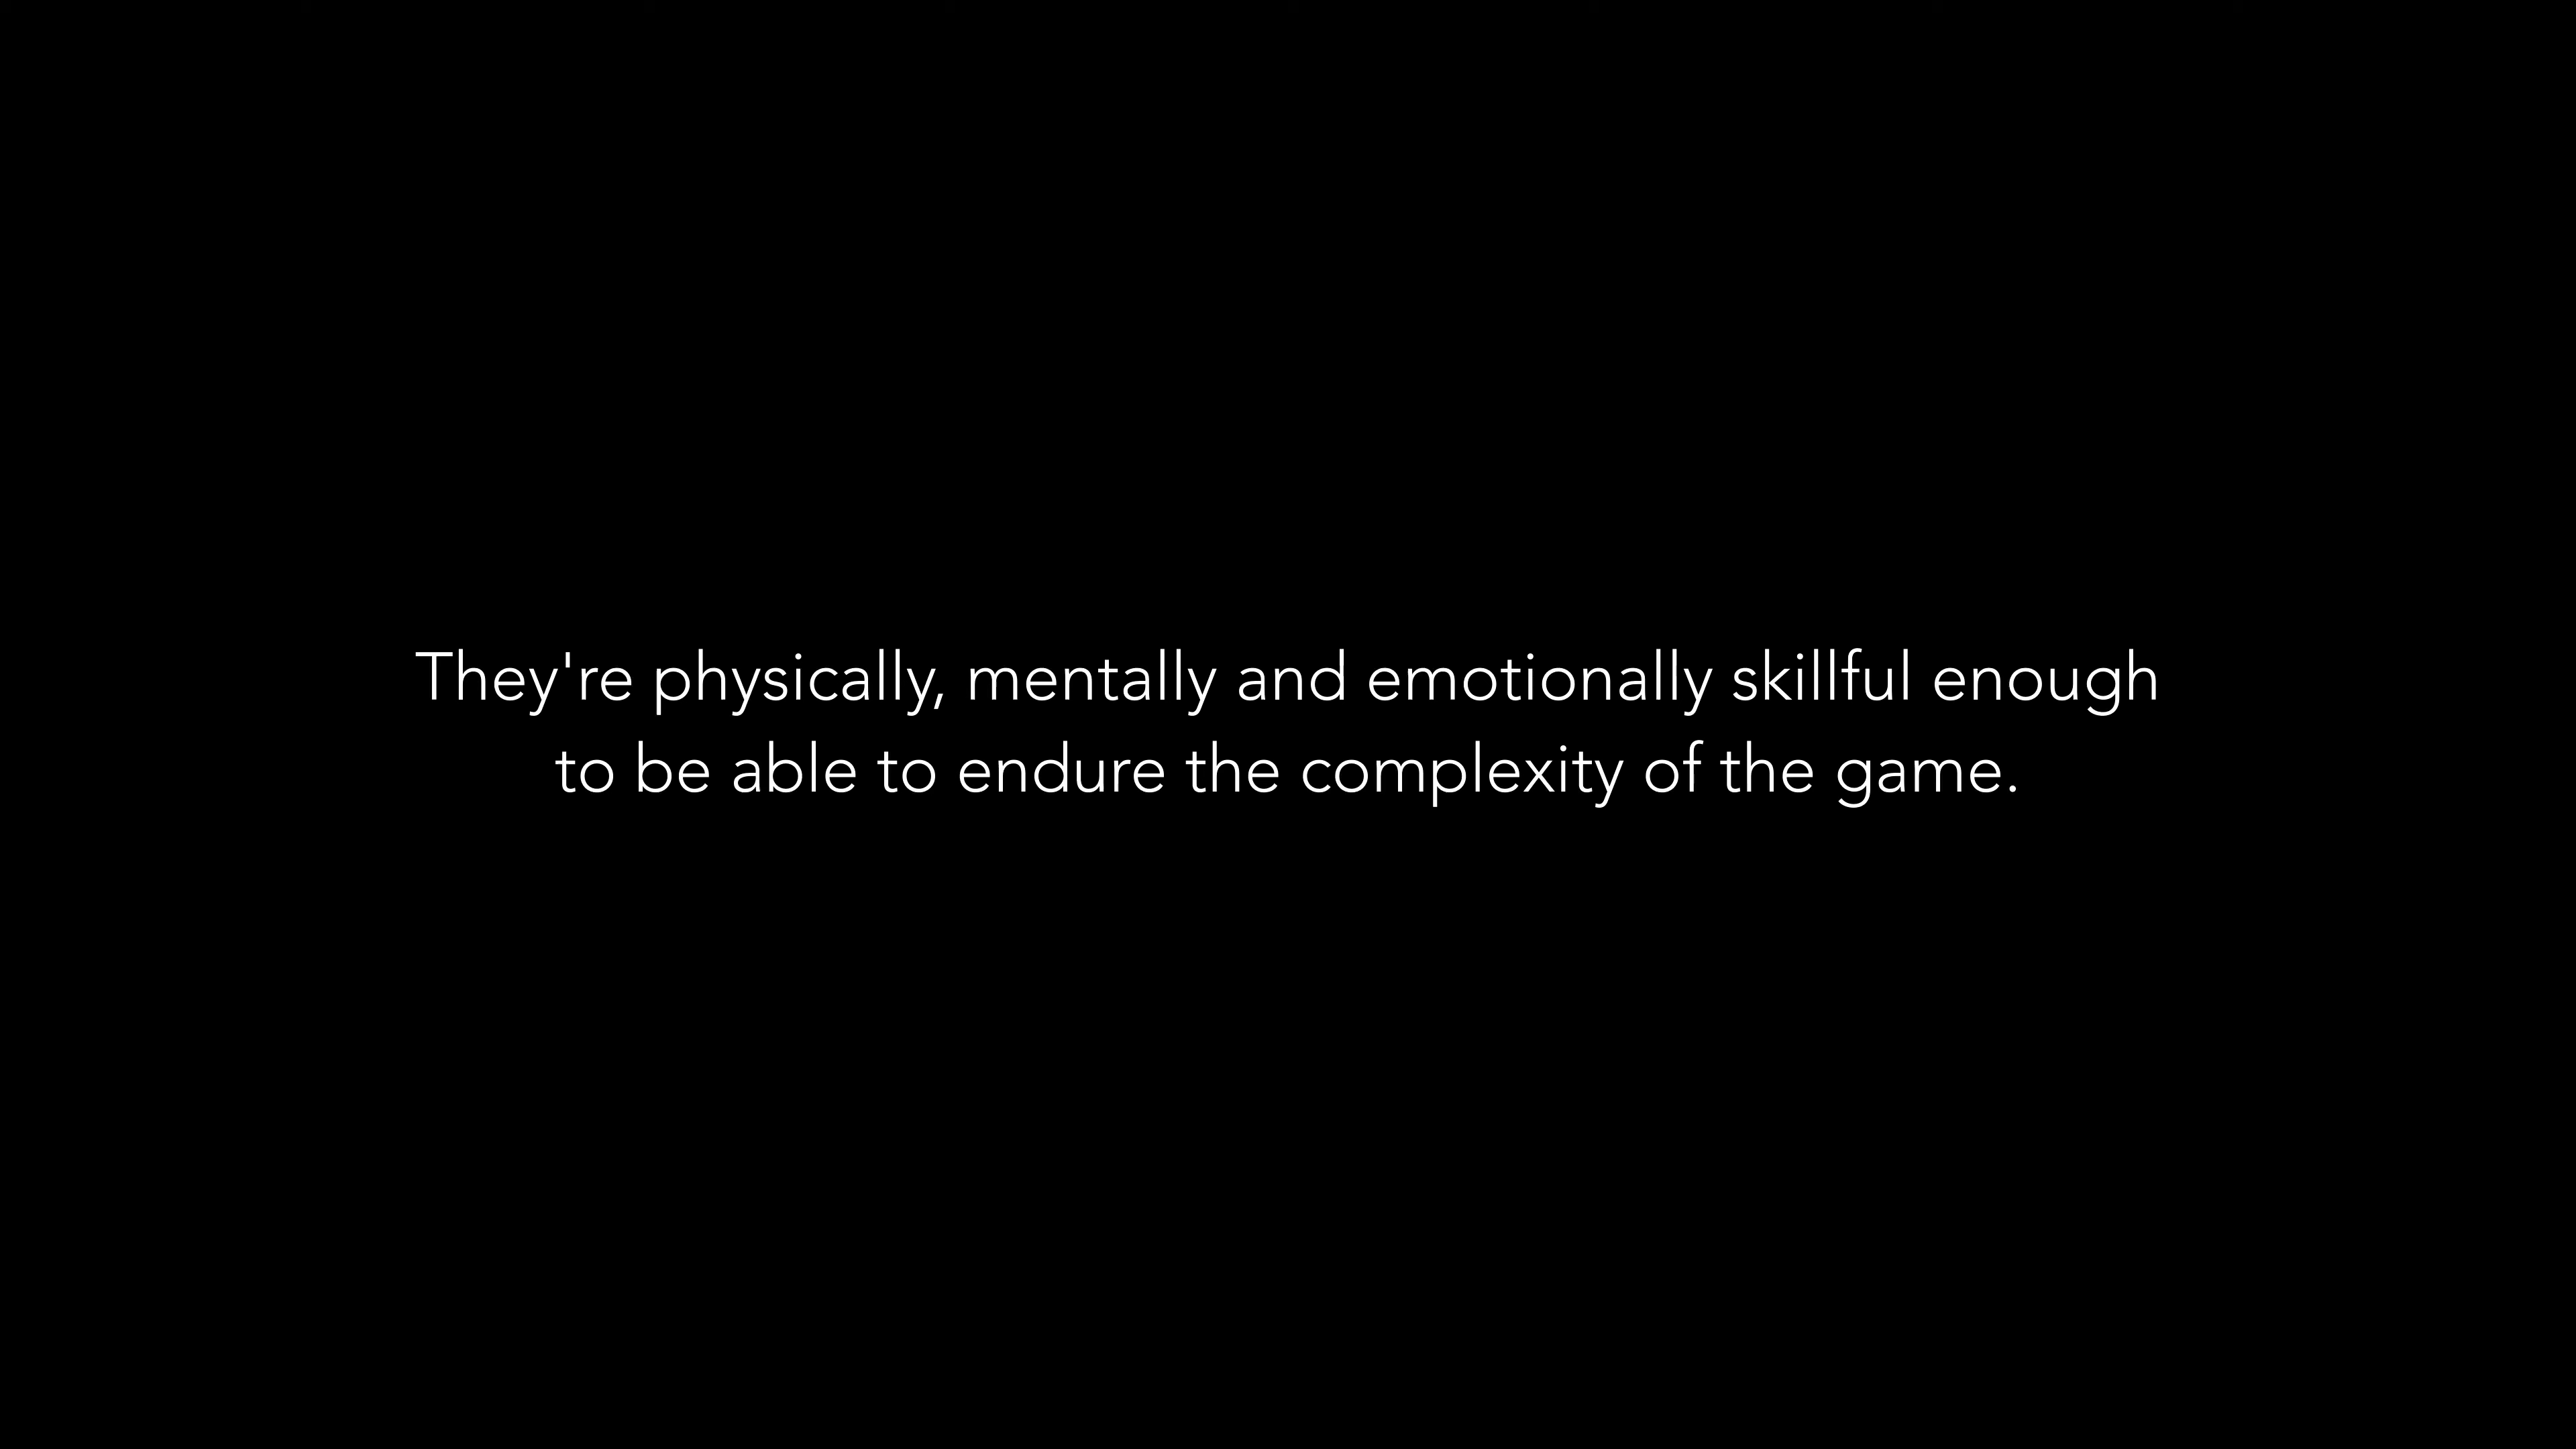 They're physically, mentally and emotionally skillful enough
to be able to endure the complexity of the game.